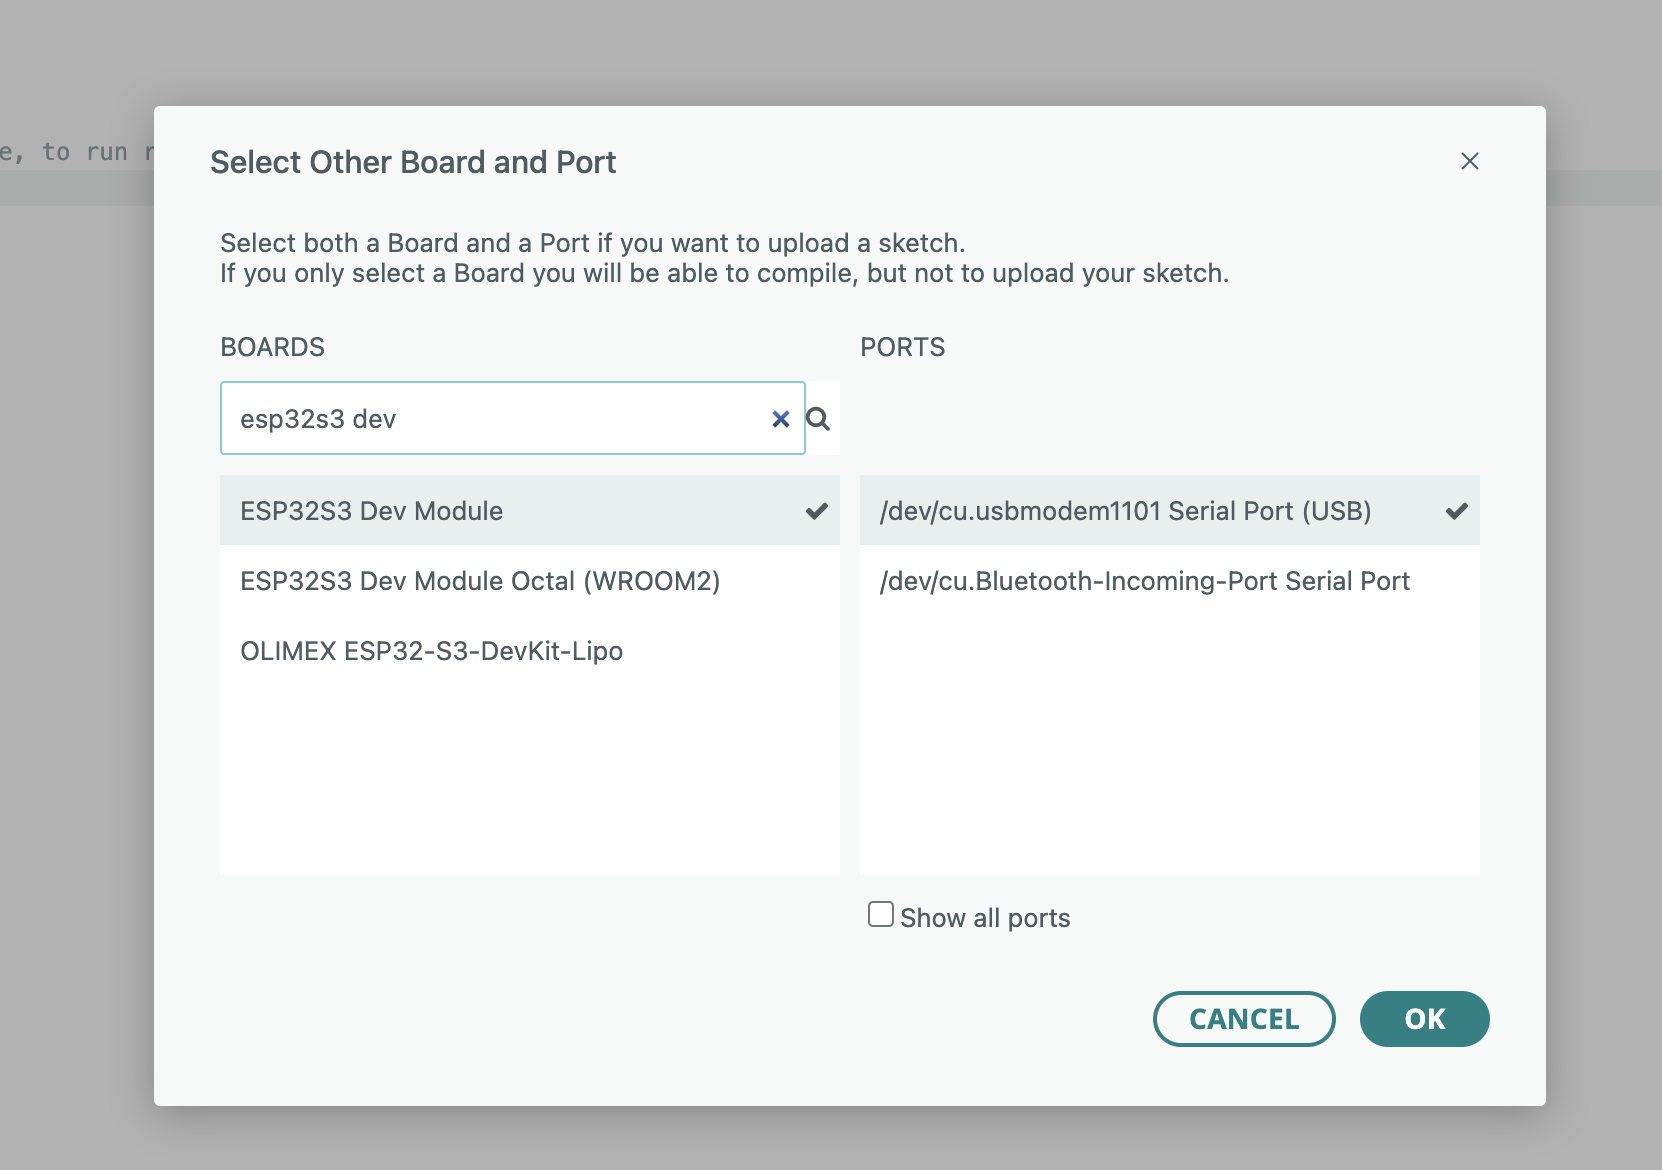 e, to run r
Select Other Board and Port
Select both a Board and a Port if you want to upload a sketch.
If you only select a Board you will be able to compile, but not to upload your sketch.
BOARDS
PORTS
esp32s3 dev
ESP32S3 Dev Module
/dev/cu.usbmodem1101 Serial Port (USB)
ESP32S3 Dev Module Octal (WROOM2)
/dev/cu.Bluetooth-Incoming-Port Serial Port
OLIMEX ESP32-S3-DevKit-Lipo
Show all ports
CANCEL
OK